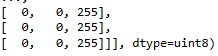 [  0,   0, 255],
[  0,   0, 255],
[  0,   0, 255]]], dtype=uint8)